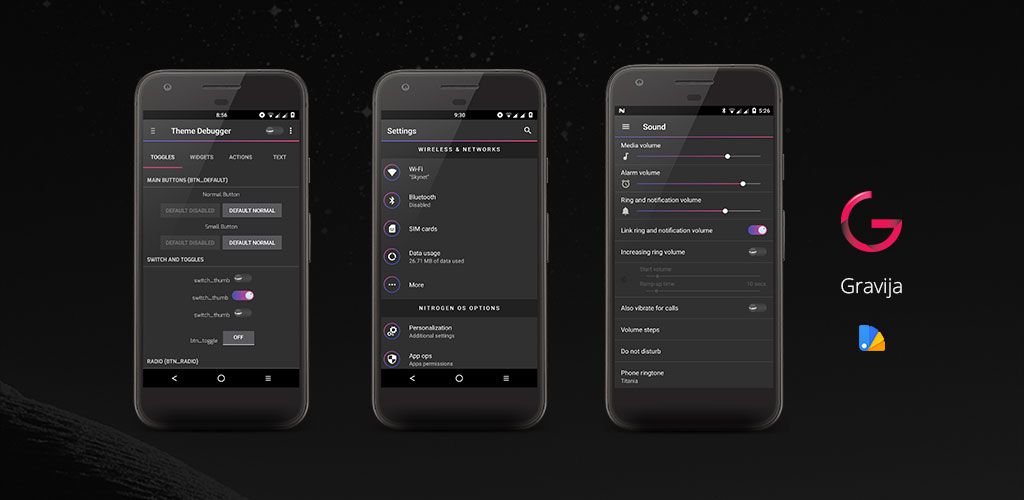 8:56
Theme Debugger
TOGGLES WIDGETS ACTIONS TEXT
MAIN BUTTONS (BTN_DEFAULT)
Normal Button
DEFAULT DISABLED DEFAULT NORMAL
Small Button
DEFAULT DISABLED DEFAULT NORMAL
SWITCH AND TOGGLES
switch_thumb
switch_thumb
switch_thumb
btn_toggle OFF
RADIO (BTN_RADIO)
9:30
Settings
WIRELESS & NETWORKS
Wi-Fi
"Skynet"
Bluetooth
Disabled
SIM cards
Data usage
26.71 MB of data used
More
NITROGEN OS OPTIONS
Personalization
Additional settings
App ops
Apps permissions
5:26
Sound
Media volume
Alarm volume
Ring and notification volume
Link ring and notification volume
Increasing ring volume
Start volume
Ramp-up time 10 secs
Also vibrate for calls
Volume steps
Do not disturb
Phone ringtone
Titania
Gravija